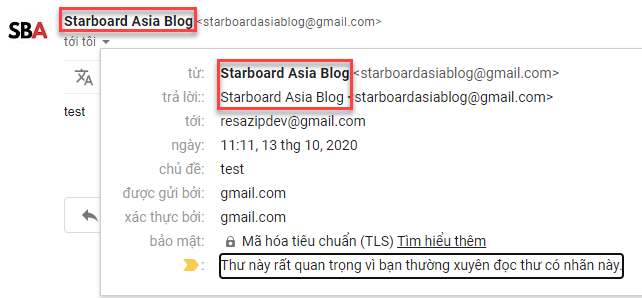 SBA
Starboard Asia Blog <starboardasiablog@gmail.com>
tới tôi
từ: Starboard Asia Blog <starboardasiablog@gmail.com>
trả lời:: Starboard Asia Blog <starboardasiablog@gmail.com>
test
tới: resazipdev@gmail.com
ngày: 11:11, 13 thg 10, 2020
chủ đề: test
được gửi bởi: gmail.com
xác thực bởi: gmail.com
bảo mật: Mã hóa tiêu chuẩn (TLS) Tìm hiểu thêm
: Thư này rất quan trọng vì bạn thường xuyên đọc thư có nhãn này.